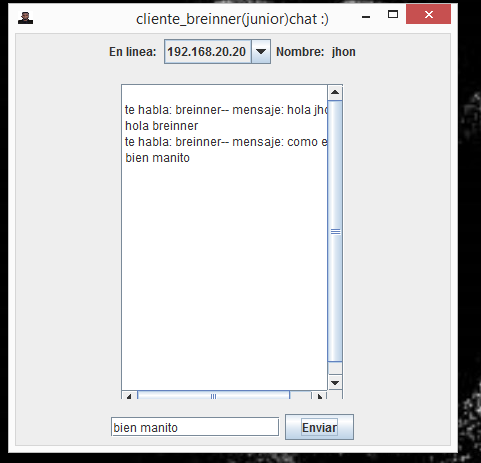 cliente_breinner(junior)chat :)
En linea: 192.168.20.20 Nombre: jhon
te habla: breinner-- mensaje: hola jho
hola breinner
te habla: breinner-- mensaje: como e
bien manito
bien manito Enviar